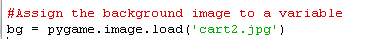 #Assign the background image to a variable
bg = pygame.image.load('cart2.jpg')